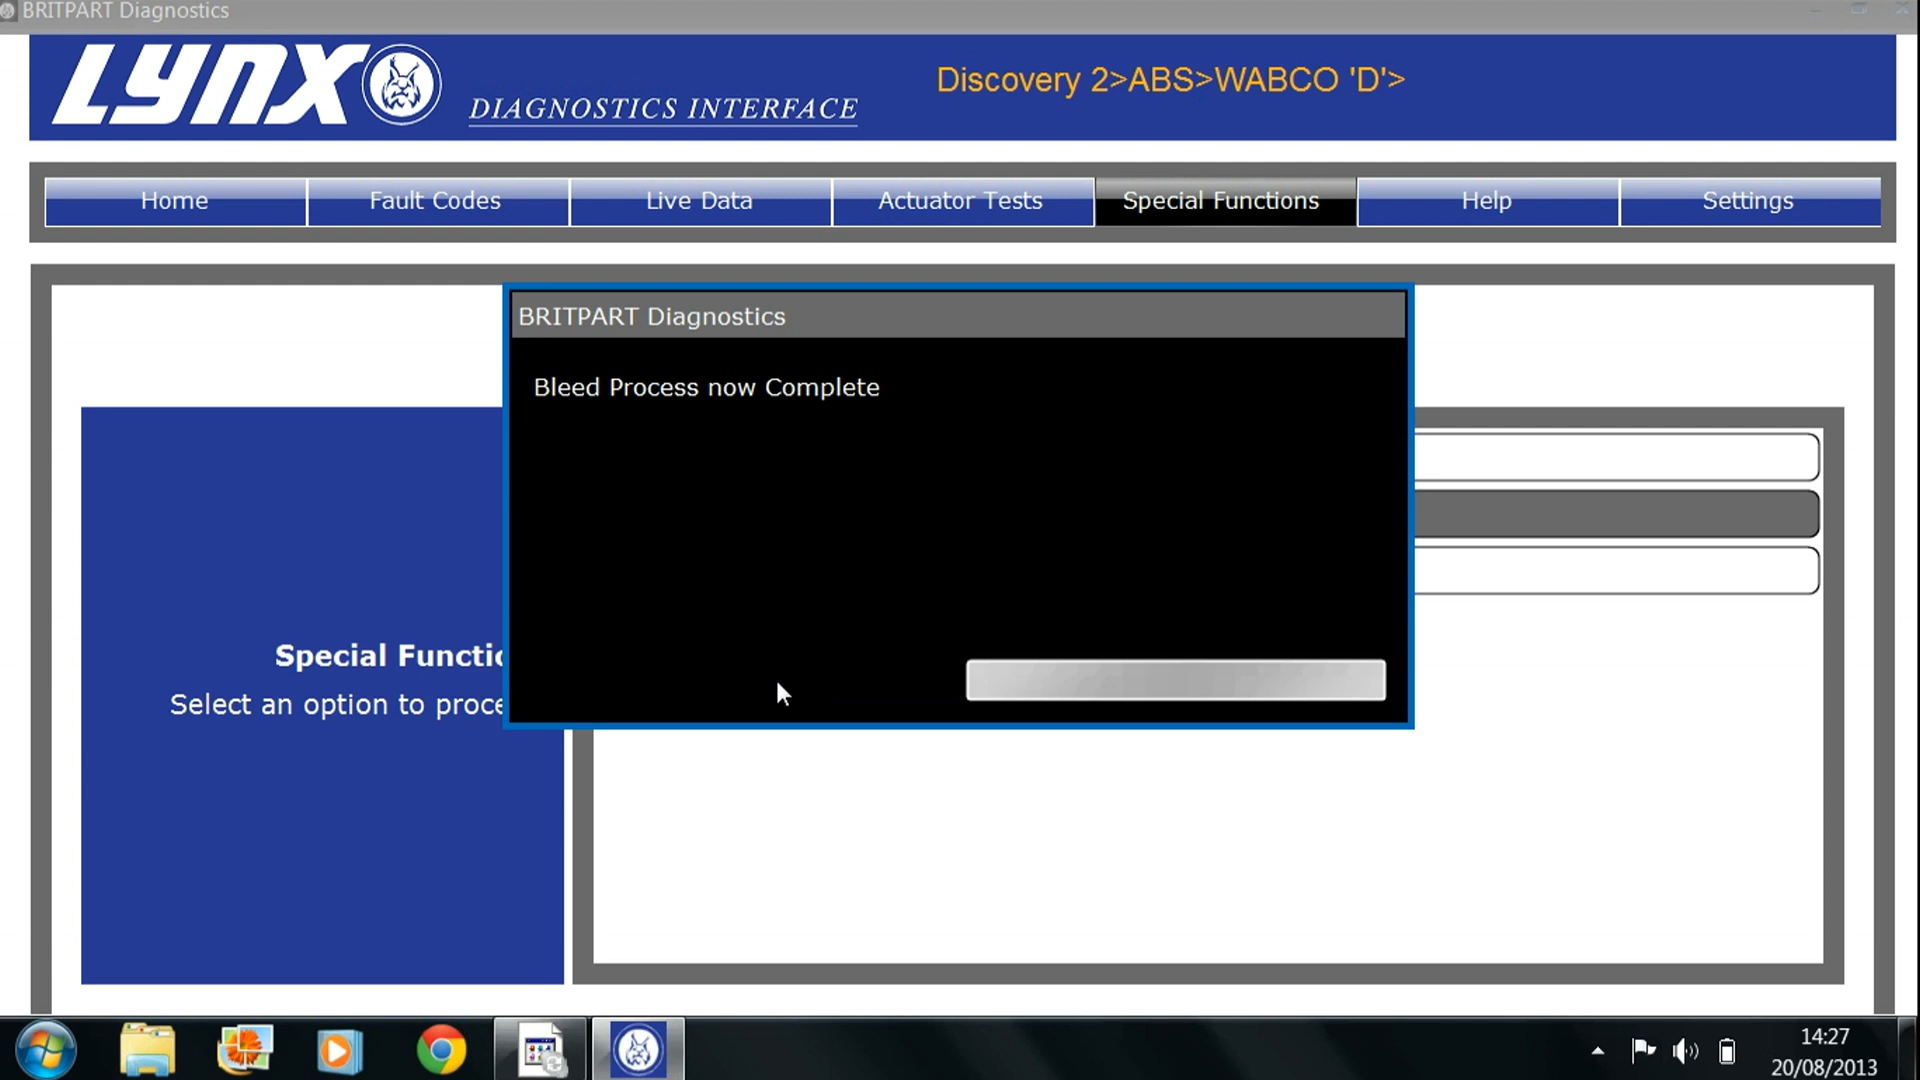 BRITPART Diagnostics
LYNX
DIAGNOSTICS INTERFACE
Discovery 2>ABS>WABCO 'D'>
Home
Fault Codes
Live Data
Actuator Tests
Special Functions
Help
Settings
BRITPART Diagnostics
Bleed Process now Complete
Special Functio
Select an option to proce
14:27
20/08/2013